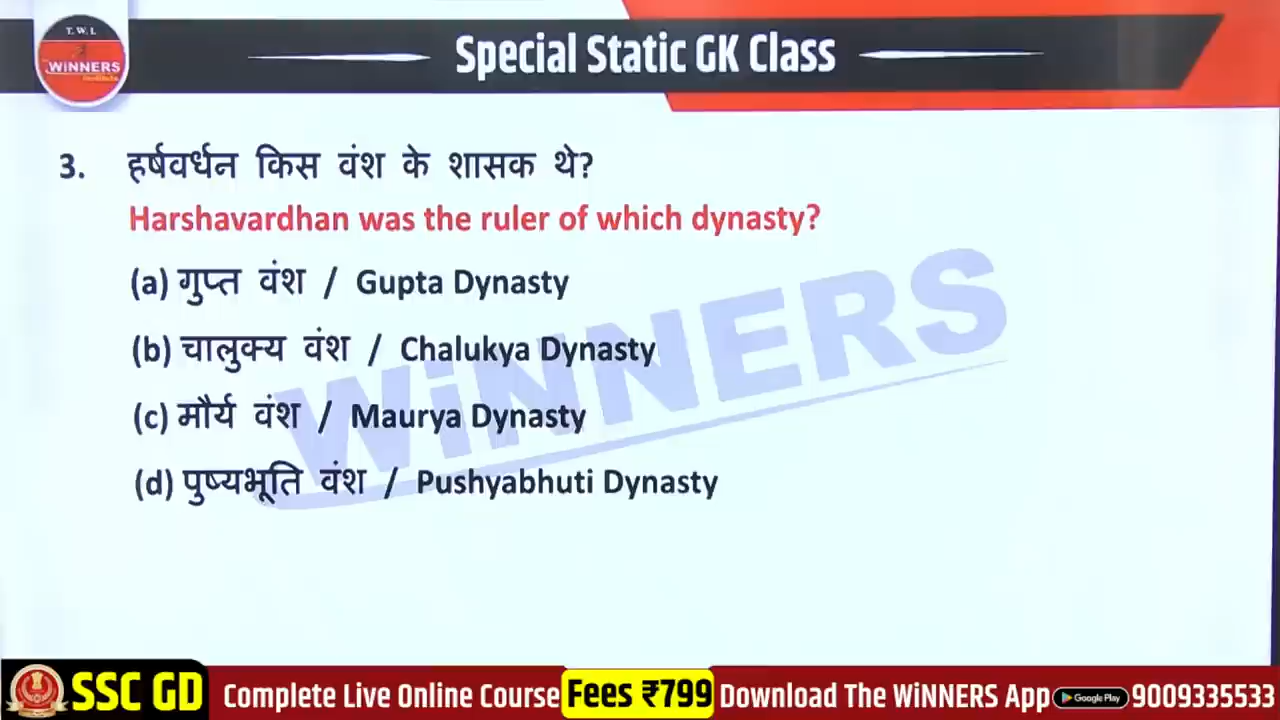 T. W. I.
WiNNERS
Special Static GK Class
3. हर्षवर्धन किस वंश के शासक थे?
Harshavardhan was the ruler of which dynasty?
(a) गुप्त वंश / Gupta Dynasty
(b) चालुक्य वंश / Chalukya Dynasty
(c) मौर्य वंश / Maurya Dynasty
(d) पुष्यभूति वंश / Pushyabhuti Dynasty
WiNNERS
SSC GD Complete Live Online Course Fees ₹799 Download The WiNNERS App Google Play 9009335533